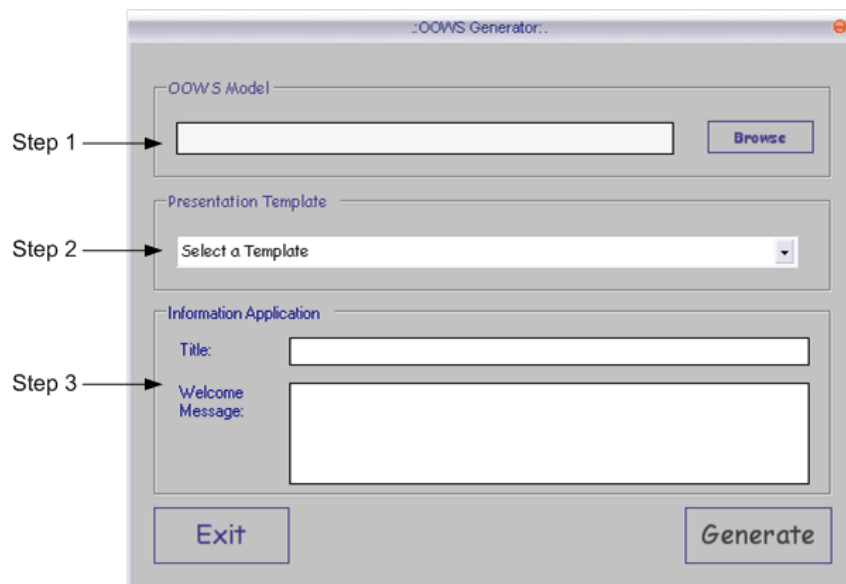 .:OOWS Generator:.
OOWS Model
Step 1
Browse
Presentation Template
Step 2
Select a Template
Information Application
Title:
Step 3
Welcome
Message:
Exit
Generate